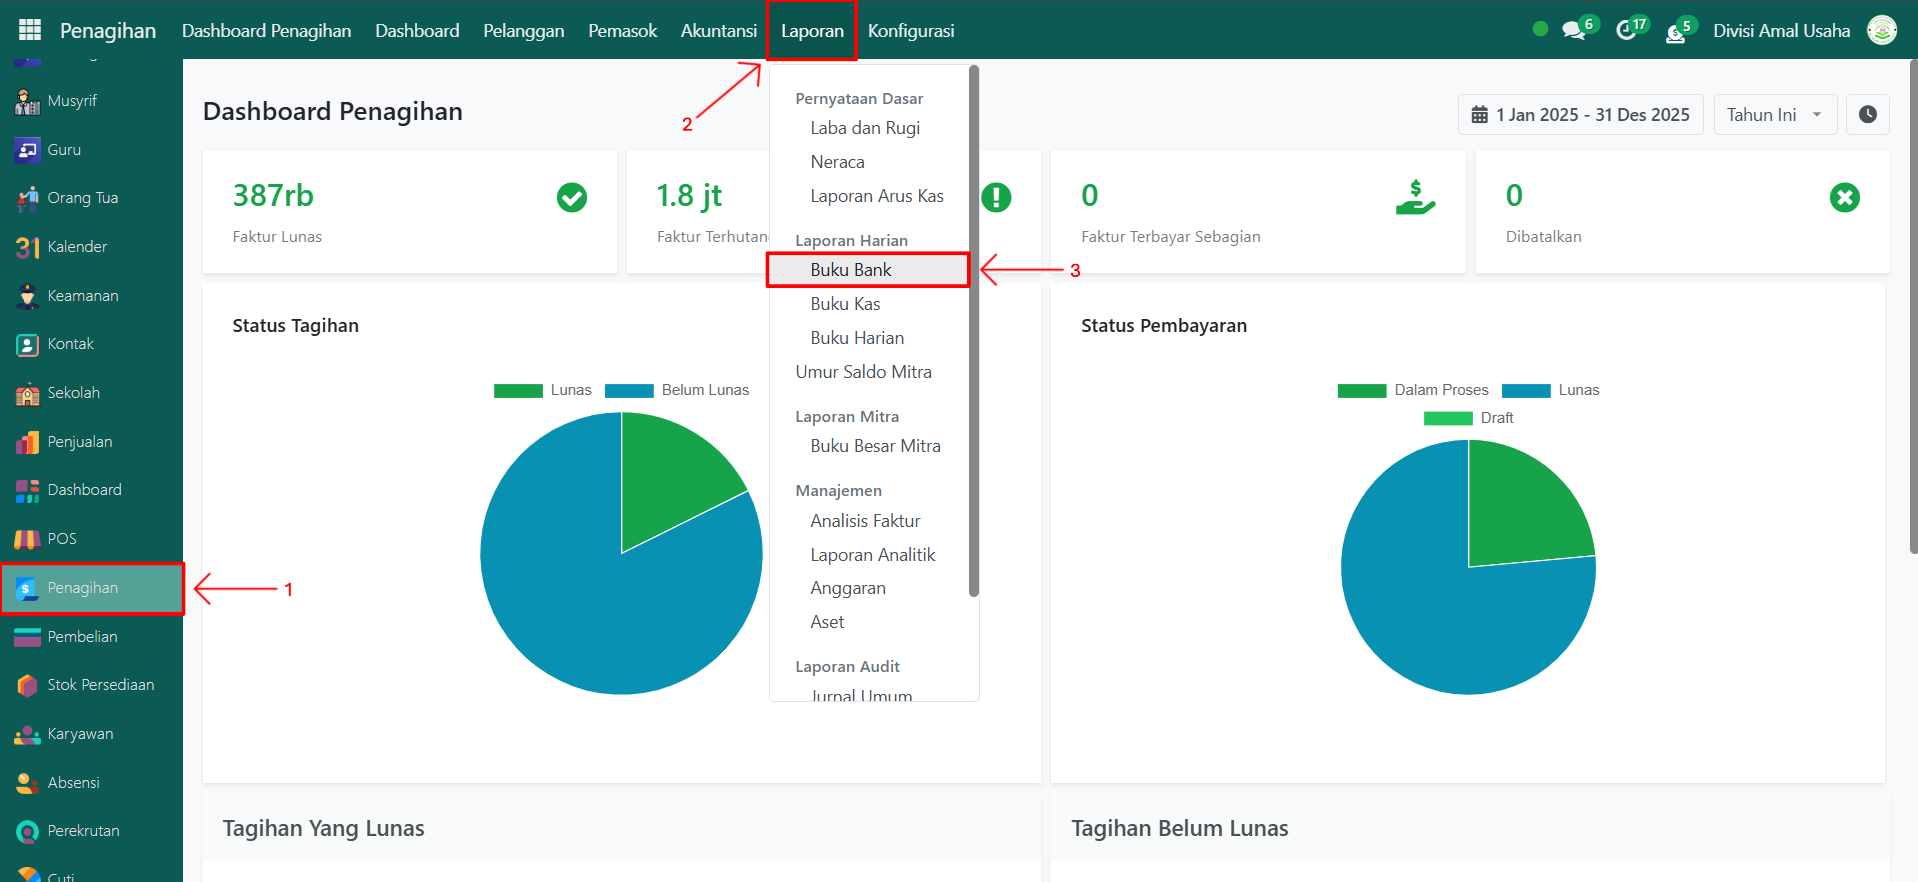 Penagihan Dashboard Penagihan Dashboard Pelanggan Pemasok Akuntansi Laporan Konfigurasi 6 17 5 Divisi Amal Usaha
Musyrif
Guru
Orang Tua
31 Kalender
Keamanan
Kontak
Sekolah
Penjualan
Dashboard
POS
Penagihan
1
Pembelian
Stok Persediaan
Karyawan
Absensi
Perekrutan
Cuti
2
Pernyataan Dasar
Laba dan Rugi
Neraca
Laporan Arus Kas
Laporan Harian
Buku Bank
3
Buku Kas
Buku Harian
Umur Saldo Mitra
Laporan Mitra
Buku Besar Mitra
Manajemen
Analisis Faktur
Laporan Analitik
Anggaran
Aset
Laporan Audit
Jurnal Umum
Dashboard Penagihan
1 Jan 2025 - 31 Des 2025 Tahun Ini
387rb
Faktur Lunas
1.8 jt
Faktur Terhutan
0
Faktur Terbayar Sebagian
0
Dibatalkan
Status Tagihan
Lunas Belum Lunas
Status Pembayaran
Dalam Proses Lunas
Draft
Tagihan Yang Lunas
Tagihan Belum Lunas